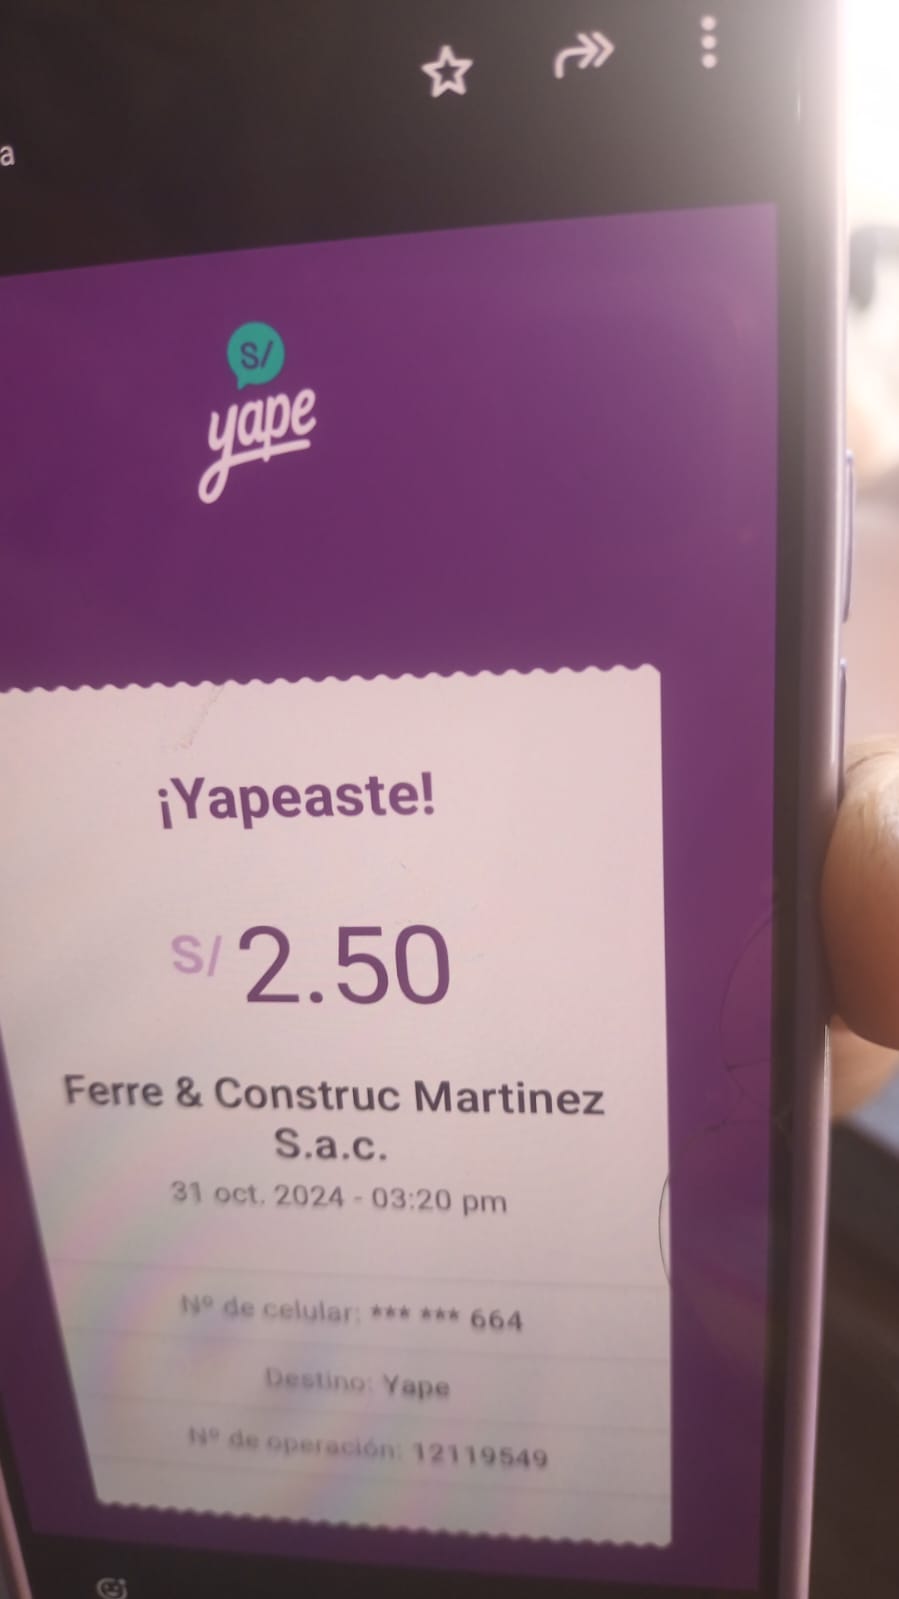 a
S/
yape
¡Yapeaste!
S/ 2.50
Ferre & Construc Martinez
S.a.c.
31 oct. 2024 - 03:20 pm
Nº de celular: *** *** 664
Destino: Yape
Nº de operación: 12119549